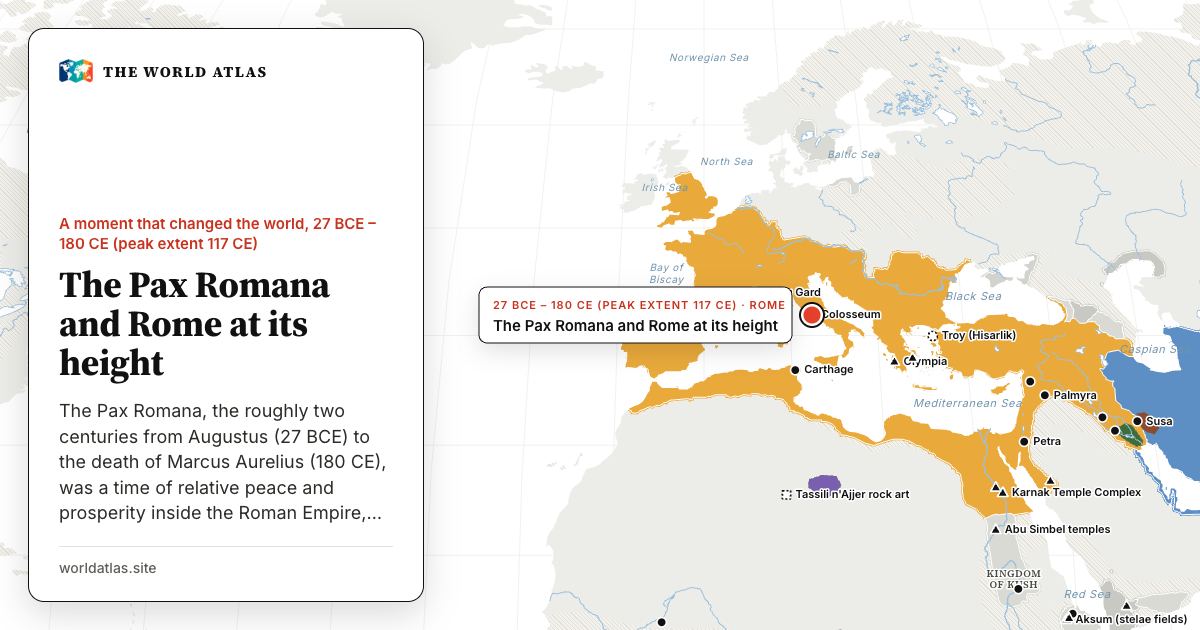 THE WORLD ATLAS
A moment that changed the world, 27 BCE –
180 CE (peak extent 117 CE)
The Pax Romana
and Rome at its
height
The Pax Romana, the roughly two
centuries from Augustus (27 BCE) to
the death of Marcus Aurelius (180 CE),
was a time of relative peace and
prosperity inside the Roman Empire,...
worldatlas.site
Norwegian Sea
North Sea
Baltic Sea
Irish Sea
Bay of
Biscay
Gard
27 BCE – 180 CE (PEAK EXTENT 117 CE) · ROME
The Pax Romana and Rome at its height
Colosseum
Black Sea
Troy (Hisarlik)
Caspian
Olympia
Carthage
Mediterranean Sea
Palmyra
Susa
Petra
Tassili n'Ajjer rock art
Karnak Temple Complex
Abu Simbel temples
KINGDOM
OF KUSH
Red Sea
Aksum (stelae fields)